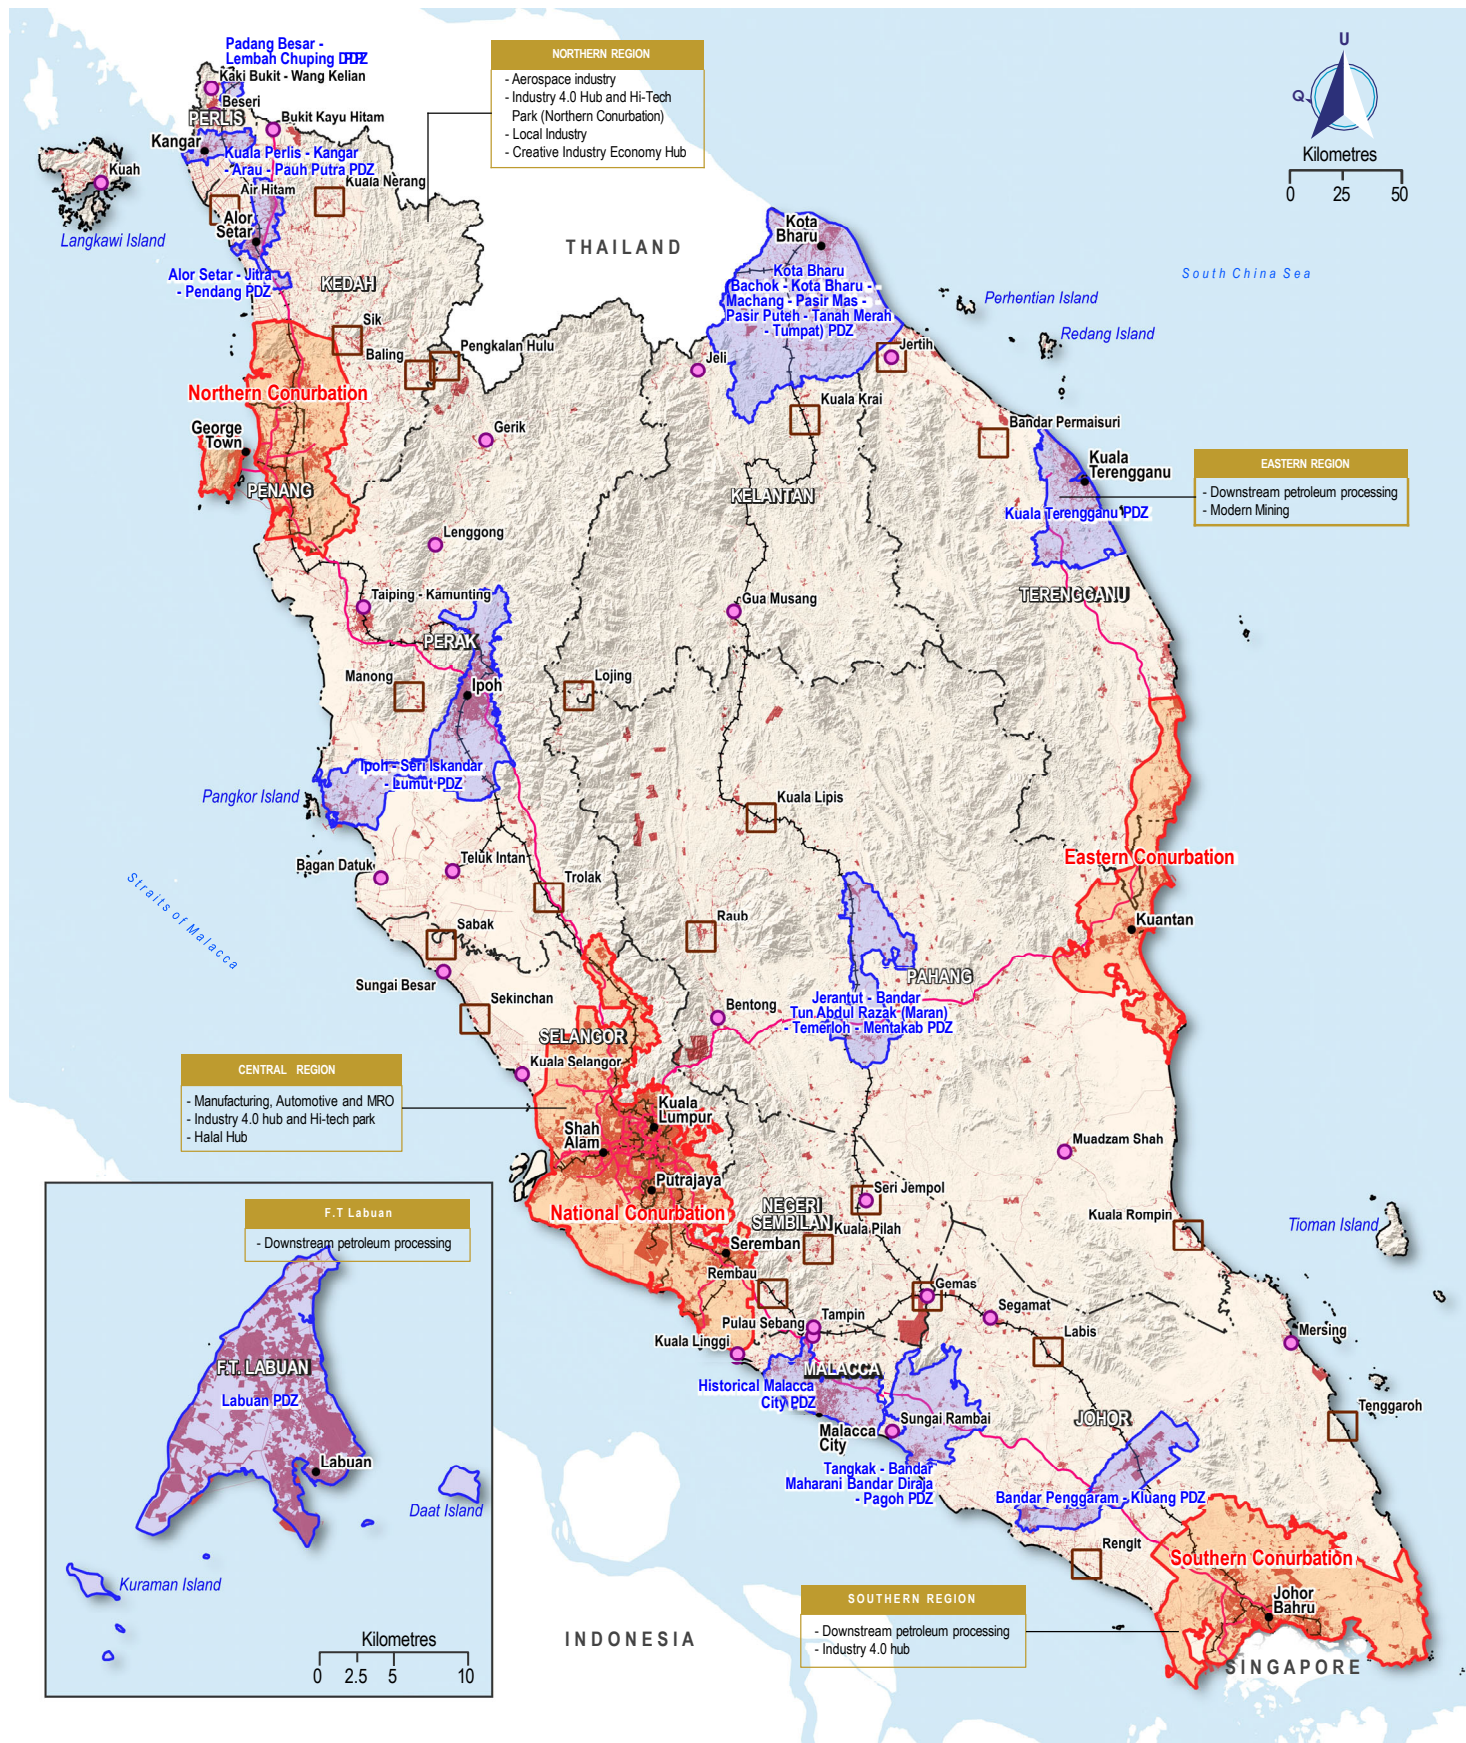 Padang Besar -
Lembah Chuping
Kaki Bukit - Wang Kelian
Beseri
PERLIS
Bukit Kayu Hitam
Kangar
Kuala Perlis - Kangar
- Arau - Pauh Putra PDZ
Kuah
Langkawi Island
Air Hitam
Kuala Nerang
Alor
Setar
Alor Setar - Jitra
- Pendang PDZ
KEDAH
NORTHERN REGION
- Aerospace industry
- Industry 4.0 Hub and Hi-Tech
Park (Northern Conurbation)
- Local Industry
- Creative Industry Economy Hub
U
Q
Kilometres
0 25 50
THAILAND
South China Sea
Kota
Bharu
Kota Bharu
Bachok - Kota Bharu -
Machang - Pasir Mas -
Pasir Puteh - Tanah Merah
- Tumpat) PDZ
Perhentian Island
Redang Island
Sik
Baling
Pengkalan Hulu
Jeli
Jertih
Northern Conurbation
George
Town
PENANG
Gerik
Kuala Krai
Bandar Permaisuri
Kuala
Terengganu
KELANTAN
Kuala Terengganu PDZ
EASTERN REGION
- Downstream petroleum processing
- Modern Mining
Lenggong
TERENGGANU
Taiping - Kamunting
Gua Musang
PERAK
Manong
Ipoh
Lojing
Ipoh - Seri Iskandar
- Lumut PDZ
Pangkor Island
Kuala Lipis
Eastern Conurbation
Bagan Datuk
Teluk Intan
Trolak
Straits of Malacca
Sabak
Raub
Kuantan
Sungai Besar
PAHANG
Sekinchan
Bentong
Jerantut - Bandar
Tun Abdul Razak (Maran)
- Temerloh - Mentakab PDZ
SELANGOR
Kuala Selangor
CENTRAL REGION
- Manufacturing, Automotive and MRO
- Industry 4.0 hub and Hi-tech park
- Halal Hub
Kuala
Lumpur
Shah
Alam
Putrajaya
Muadzam Shah
National Conurbation
Seri Jempol
NEGERI
SEMBILAN
Kuala Pilah
Kuala Rompin
Tioman Island
Seremban
Rembau
Gemas
Segamat
Pulau Sebang
Tampin
Labis
Mersing
Kuala Linggi
MALACCA
Historical Malacca
City PDZ
Malacca
City
Sungai Rambai
JOHOR
Tenggaroh
Tangkak - Bandar
Maharani Bandar Diraja
- Pagoh PDZ
Bandar Penggaram - Kluang PDZ
Rengit
Southern Conurbation
Johor
Bahru
SOUTHERN REGION
- Downstream petroleum processing
- Industry 4.0 hub
SINGAPORE
INDONESIA
F.T Labuan
- Downstream petroleum processing
F.T. LABUAN
Labuan PDZ
Labuan
Daat Island
Kuraman Island
Kilometres
0 2.5 5 10